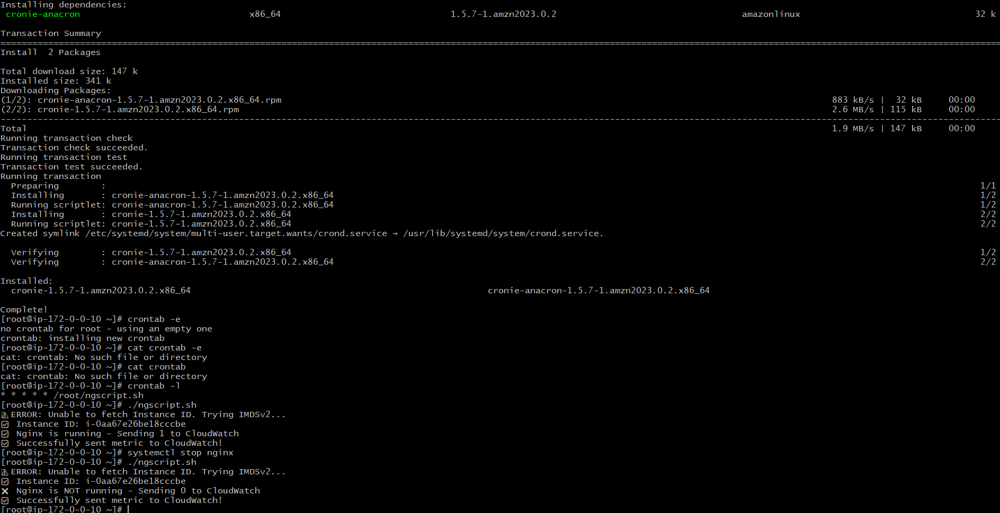 Installing dependencies:
cronie-anacron x86_64 1.5.7-1.amzn2023.0.2 amazonlinux 32 k
Transaction Summary
================================================================================
Install  2 Packages
Total download size: 147 k
Installed size: 341 k
Downloading Packages:
(1/2): cronie-anacron-1.5.7-1.amzn2023.0.2.x86_64.rpm 883 kB/s |  32 kB     00:00
(2/2): cronie-1.5.7-1.amzn2023.0.2.x86_64.rpm 2.6 MB/s | 115 kB     00:00
--------------------------------------------------------------------------------
Total 1.9 MB/s | 147 kB     00:00
Running transaction check
Transaction check succeeded.
Running transaction test
Transaction test succeeded.
Running transaction
  Preparing        : 1/1
  Installing       : cronie-anacron-1.5.7-1.amzn2023.0.2.x86_64 1/2
  Running scriptlet: cronie-anacron-1.5.7-1.amzn2023.0.2.x86_64 1/2
  Installing       : cronie-1.5.7-1.amzn2023.0.2.x86_64 2/2
  Running scriptlet: cronie-1.5.7-1.amzn2023.0.2.x86_64 2/2
Created symlink /etc/systemd/system/multi-user.target.wants/crond.service → /usr/lib/systemd/system/crond.service.
  Verifying        : cronie-1.5.7-1.amzn2023.0.2.x86_64 1/2
  Verifying        : cronie-anacron-1.5.7-1.amzn2023.0.2.x86_64 2/2
Installed:
  cronie-1.5.7-1.amzn2023.0.2.x86_64 cronie-anacron-1.5.7-1.amzn2023.0.2.x86_64
Complete!
[root@ip-172-0-0-10 ~]# crontab -e
no crontab for root - using an empty one
crontab: installing new crontab
[root@ip-172-0-0-10 ~]# cat crontab -e
cat: crontab: No such file or directory
[root@ip-172-0-0-10 ~]# cat crontab
cat: crontab: No such file or directory
[root@ip-172-0-0-10 ~]# crontab -l
* * * * * /root/ngscript.sh
[root@ip-172-0-0-10 ~]# ./ngscript.sh
⚠ ERROR: Unable to fetch Instance ID. Trying IMDSv2...
☑ Instance ID: i-0aa67e26be18cccbe
☑ Nginx is running - Sending 1 to CloudWatch
☑ Successfully sent metric to CloudWatch!
[root@ip-172-0-0-10 ~]# systemctl stop nginx
[root@ip-172-0-0-10 ~]# ./ngscript.sh
⚠ ERROR: Unable to fetch Instance ID. Trying IMDSv2...
☑ Instance ID: i-0aa67e26be18cccbe
❌ Nginx is NOT running - Sending 0 to CloudWatch
☑ Successfully sent metric to CloudWatch!
[root@ip-172-0-0-10 ~]#